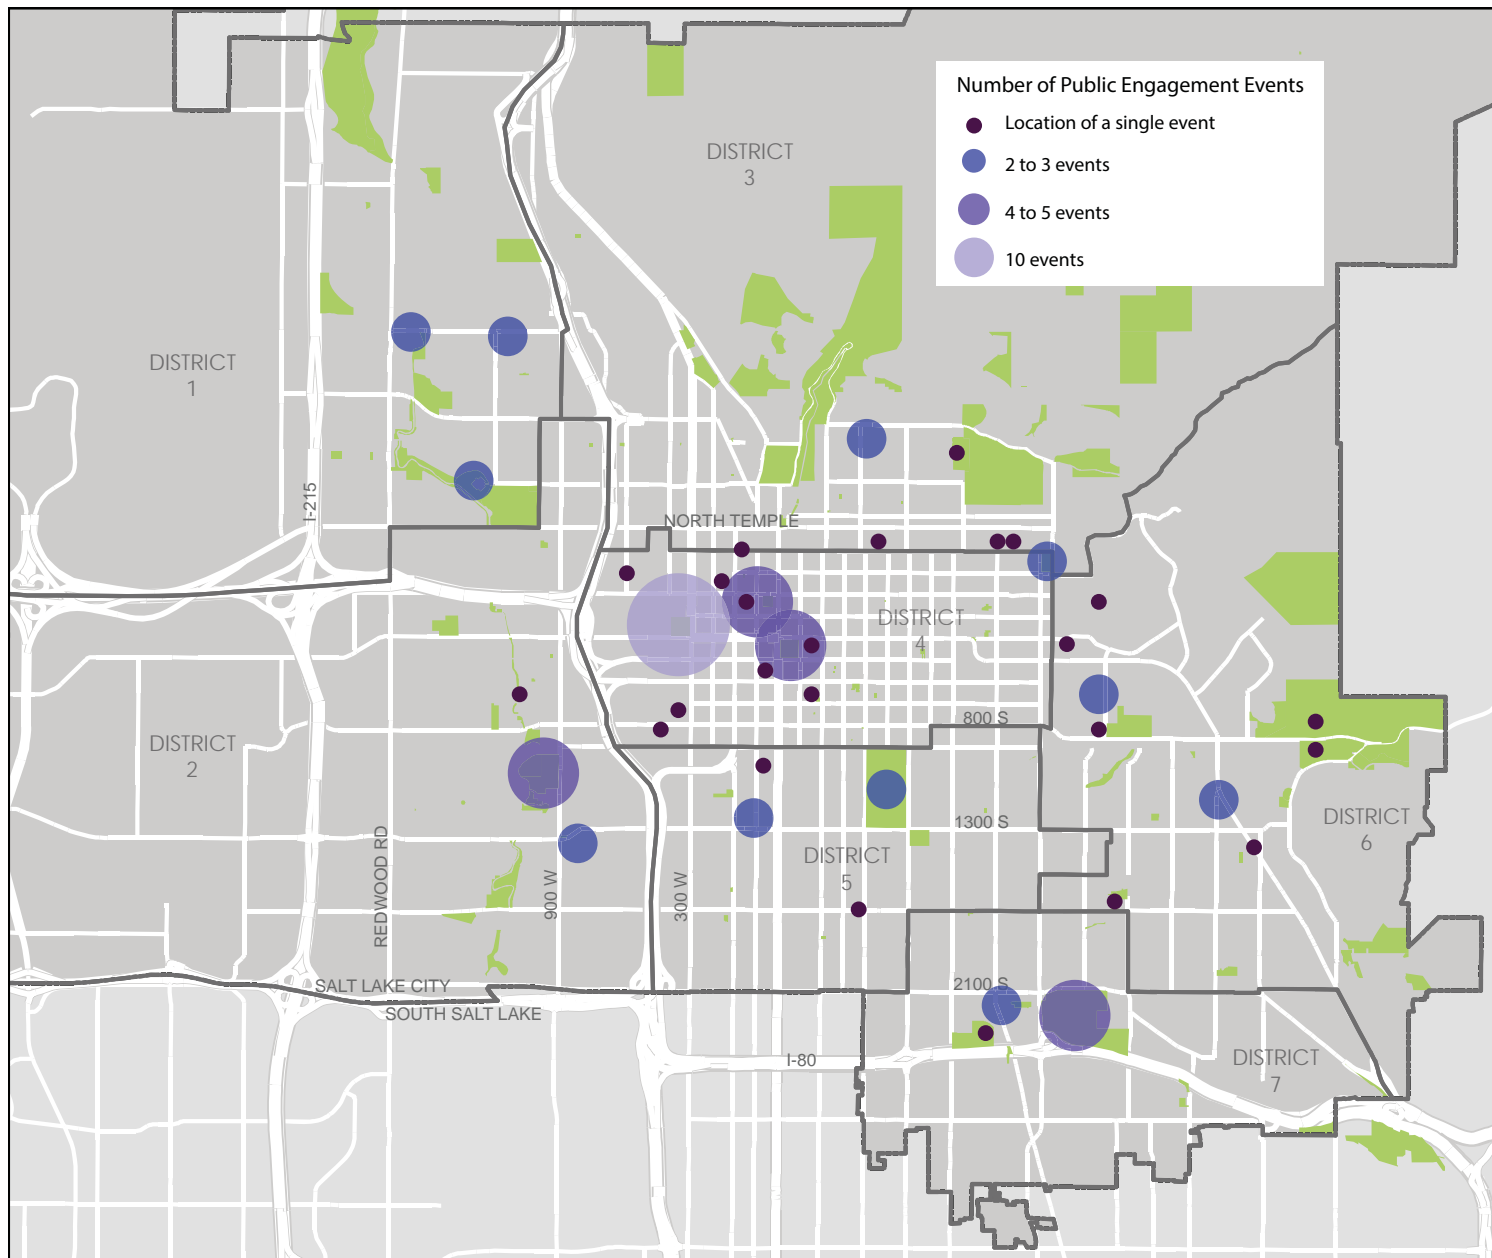 Number of Public Engagement Events
Location of a single event
2 to 3 events
4 to 5 events
10 events
DISTRICT
3
DISTRICT
1
I-215
NORTH TEMPLE
DISTRICT
4
800 S
DISTRICT
2
1300 S
DISTRICT
6
DISTRICT
5
REDWOOD RD
900 W
300 W
SALT LAKE CITY
2100 S
SOUTH SALT LAKE
I-80
DISTRICT
7